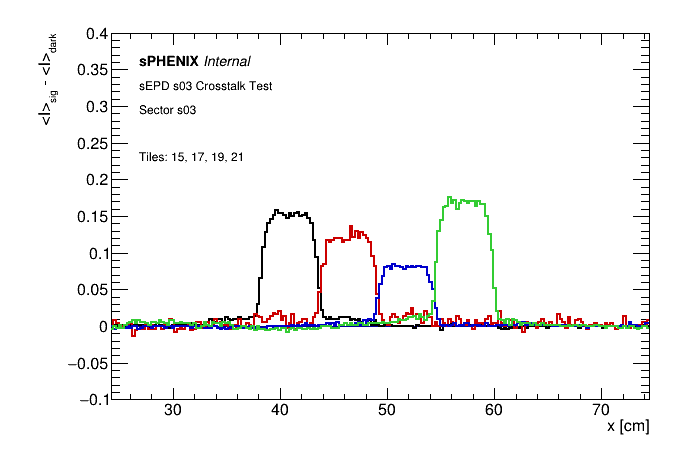 <I>sig - <I>dark
0.4
0.35
0.3
0.25
0.2
0.15
0.1
0.05
0
−0.05
−0.1
sPHENIX Internal
sEPD s03 Crosstalk Test
Sector s03
Tiles: 15, 17, 19, 21
30 40 50 60 70
x [cm]